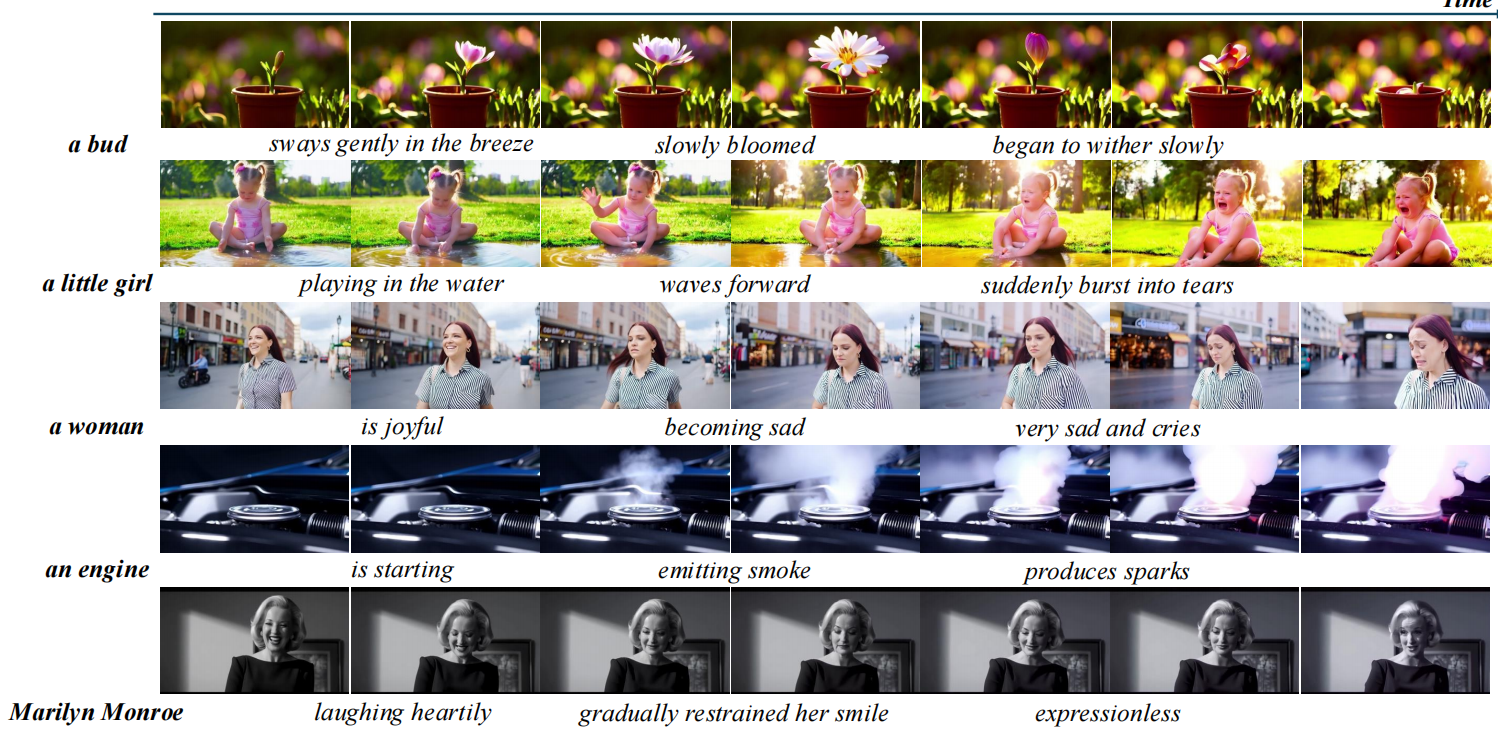 Time
a bud sways gently in the breeze slowly bloomed began to wither slowly
a little girl playing in the water waves forward suddenly burst into tears
a woman is joyful becoming sad very sad and cries
an engine is starting emitting smoke produces sparks
Marilyn Monroe laughing heartily gradually restrained her smile expressionless